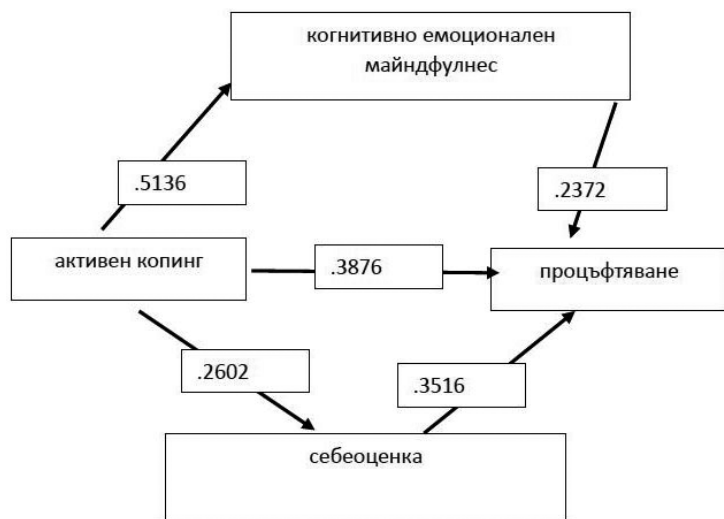 когнитивно емоционален
майндфулнес
.5136
.2372
активен копинг
.3876
процъфтяване
.2602
.3516
себеоценка